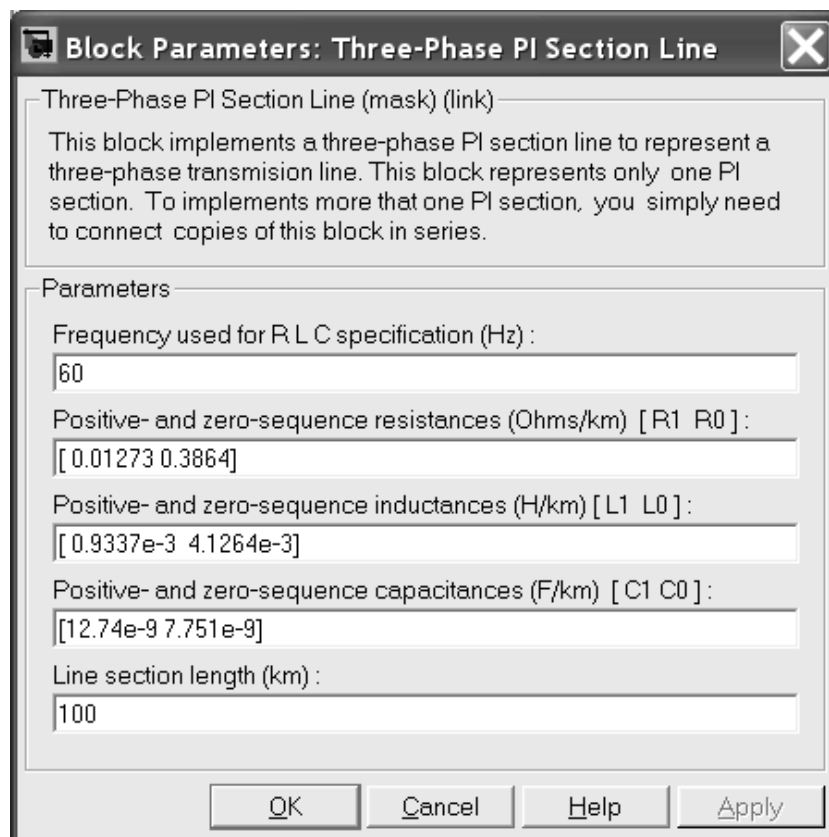 Block Parameters: Three-Phase PI Section Line
Three-Phase PI Section Line (mask) (link)
This block implements a three-phase PI section line to represent a
three-phase transmision line. This block represents only one PI
section. To implements more that one PI section, you simply need
to connect copies of this block in series.
Parameters
Frequency used for R L C specification (Hz) :
60
Positive- and zero-sequence resistances (Ohms/km) [ R1 R0 ] :
[ 0.01273 0.3864]
Positive- and zero-sequence inductances (H/km) [ L1 L0 ] :
[ 0.9337e-3 4.1264e-3]
Positive- and zero-sequence capacitances (F/km) [ C1 C0 ] :
[12.74e-9 7.751e-9]
Line section length (km) :
100
OK Cancel Help Apply